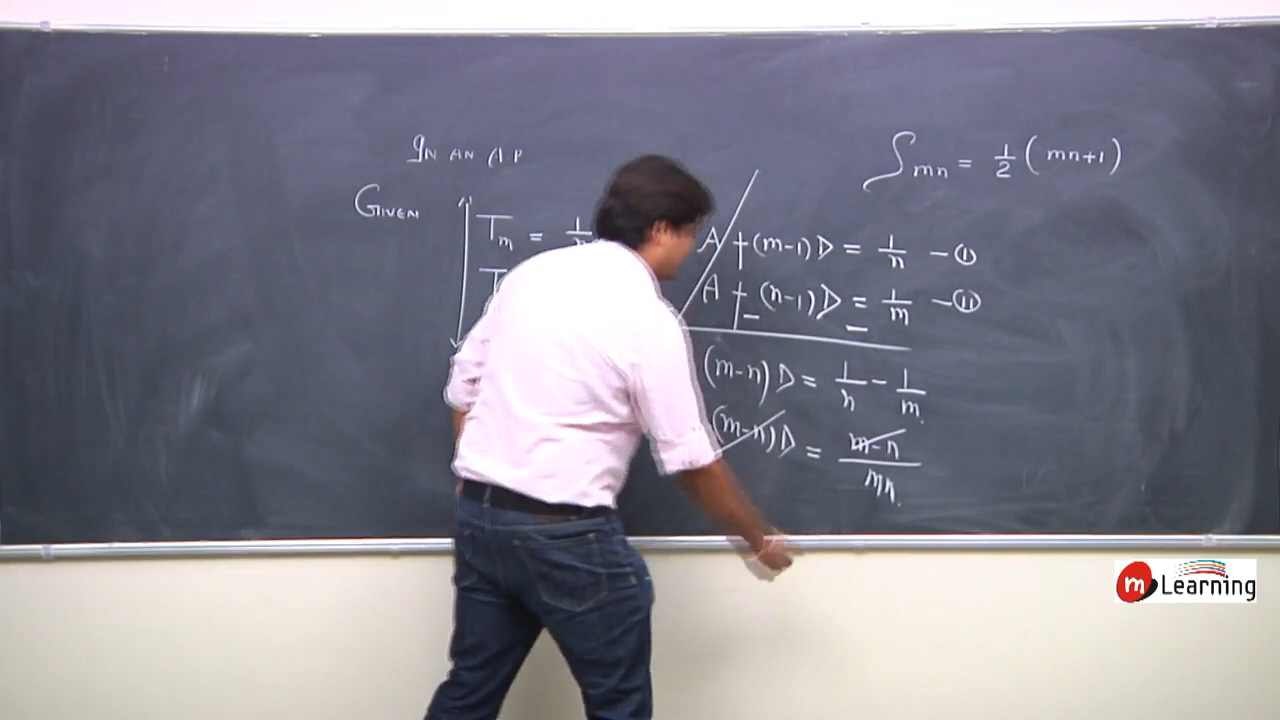 IN AN A P
GIVEN
T_m = 1/n
T
S_mn = 1/2 (mn+1)
A + (m-1)D = 1/n - (I)
A + (n-1)D = 1/m - (II)
- -
(m-n)D = 1/n - 1/m
(m-n)D = m-n/mn
m Learning